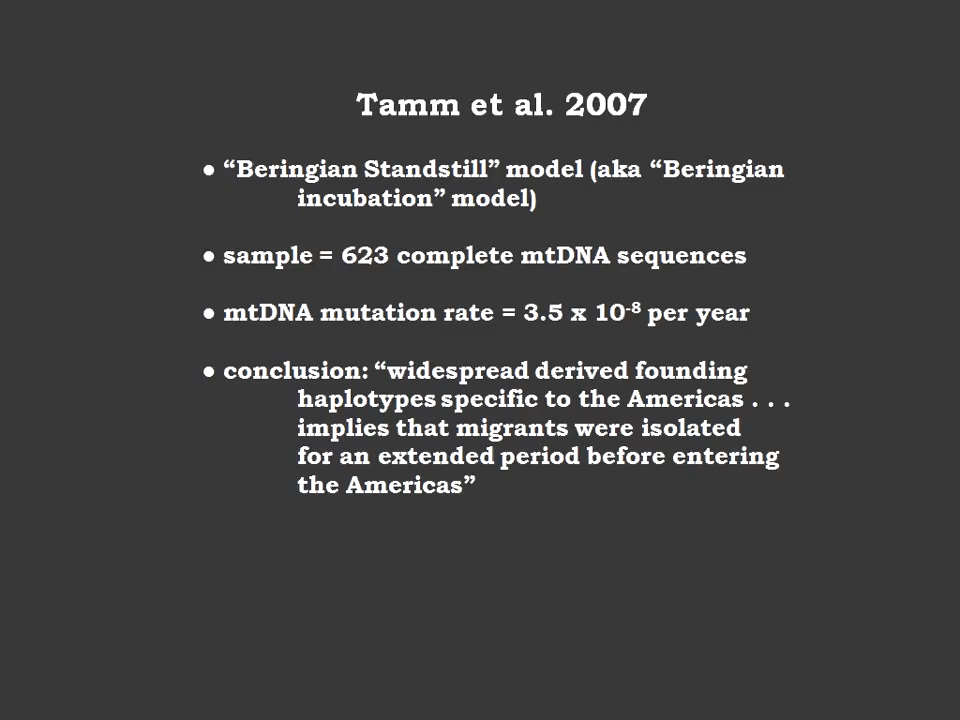 Tamm et al. 2007
● “Beringian Standstill” model (aka “Beringian
incubation” model)
● sample = 623 complete mtDNA sequences
● mtDNA mutation rate = 3.5 x 10⁻⁸ per year
● conclusion: “widespread derived founding
haplotypes specific to the Americas . . .
implies that migrants were isolated
for an extended period before entering
the Americas”